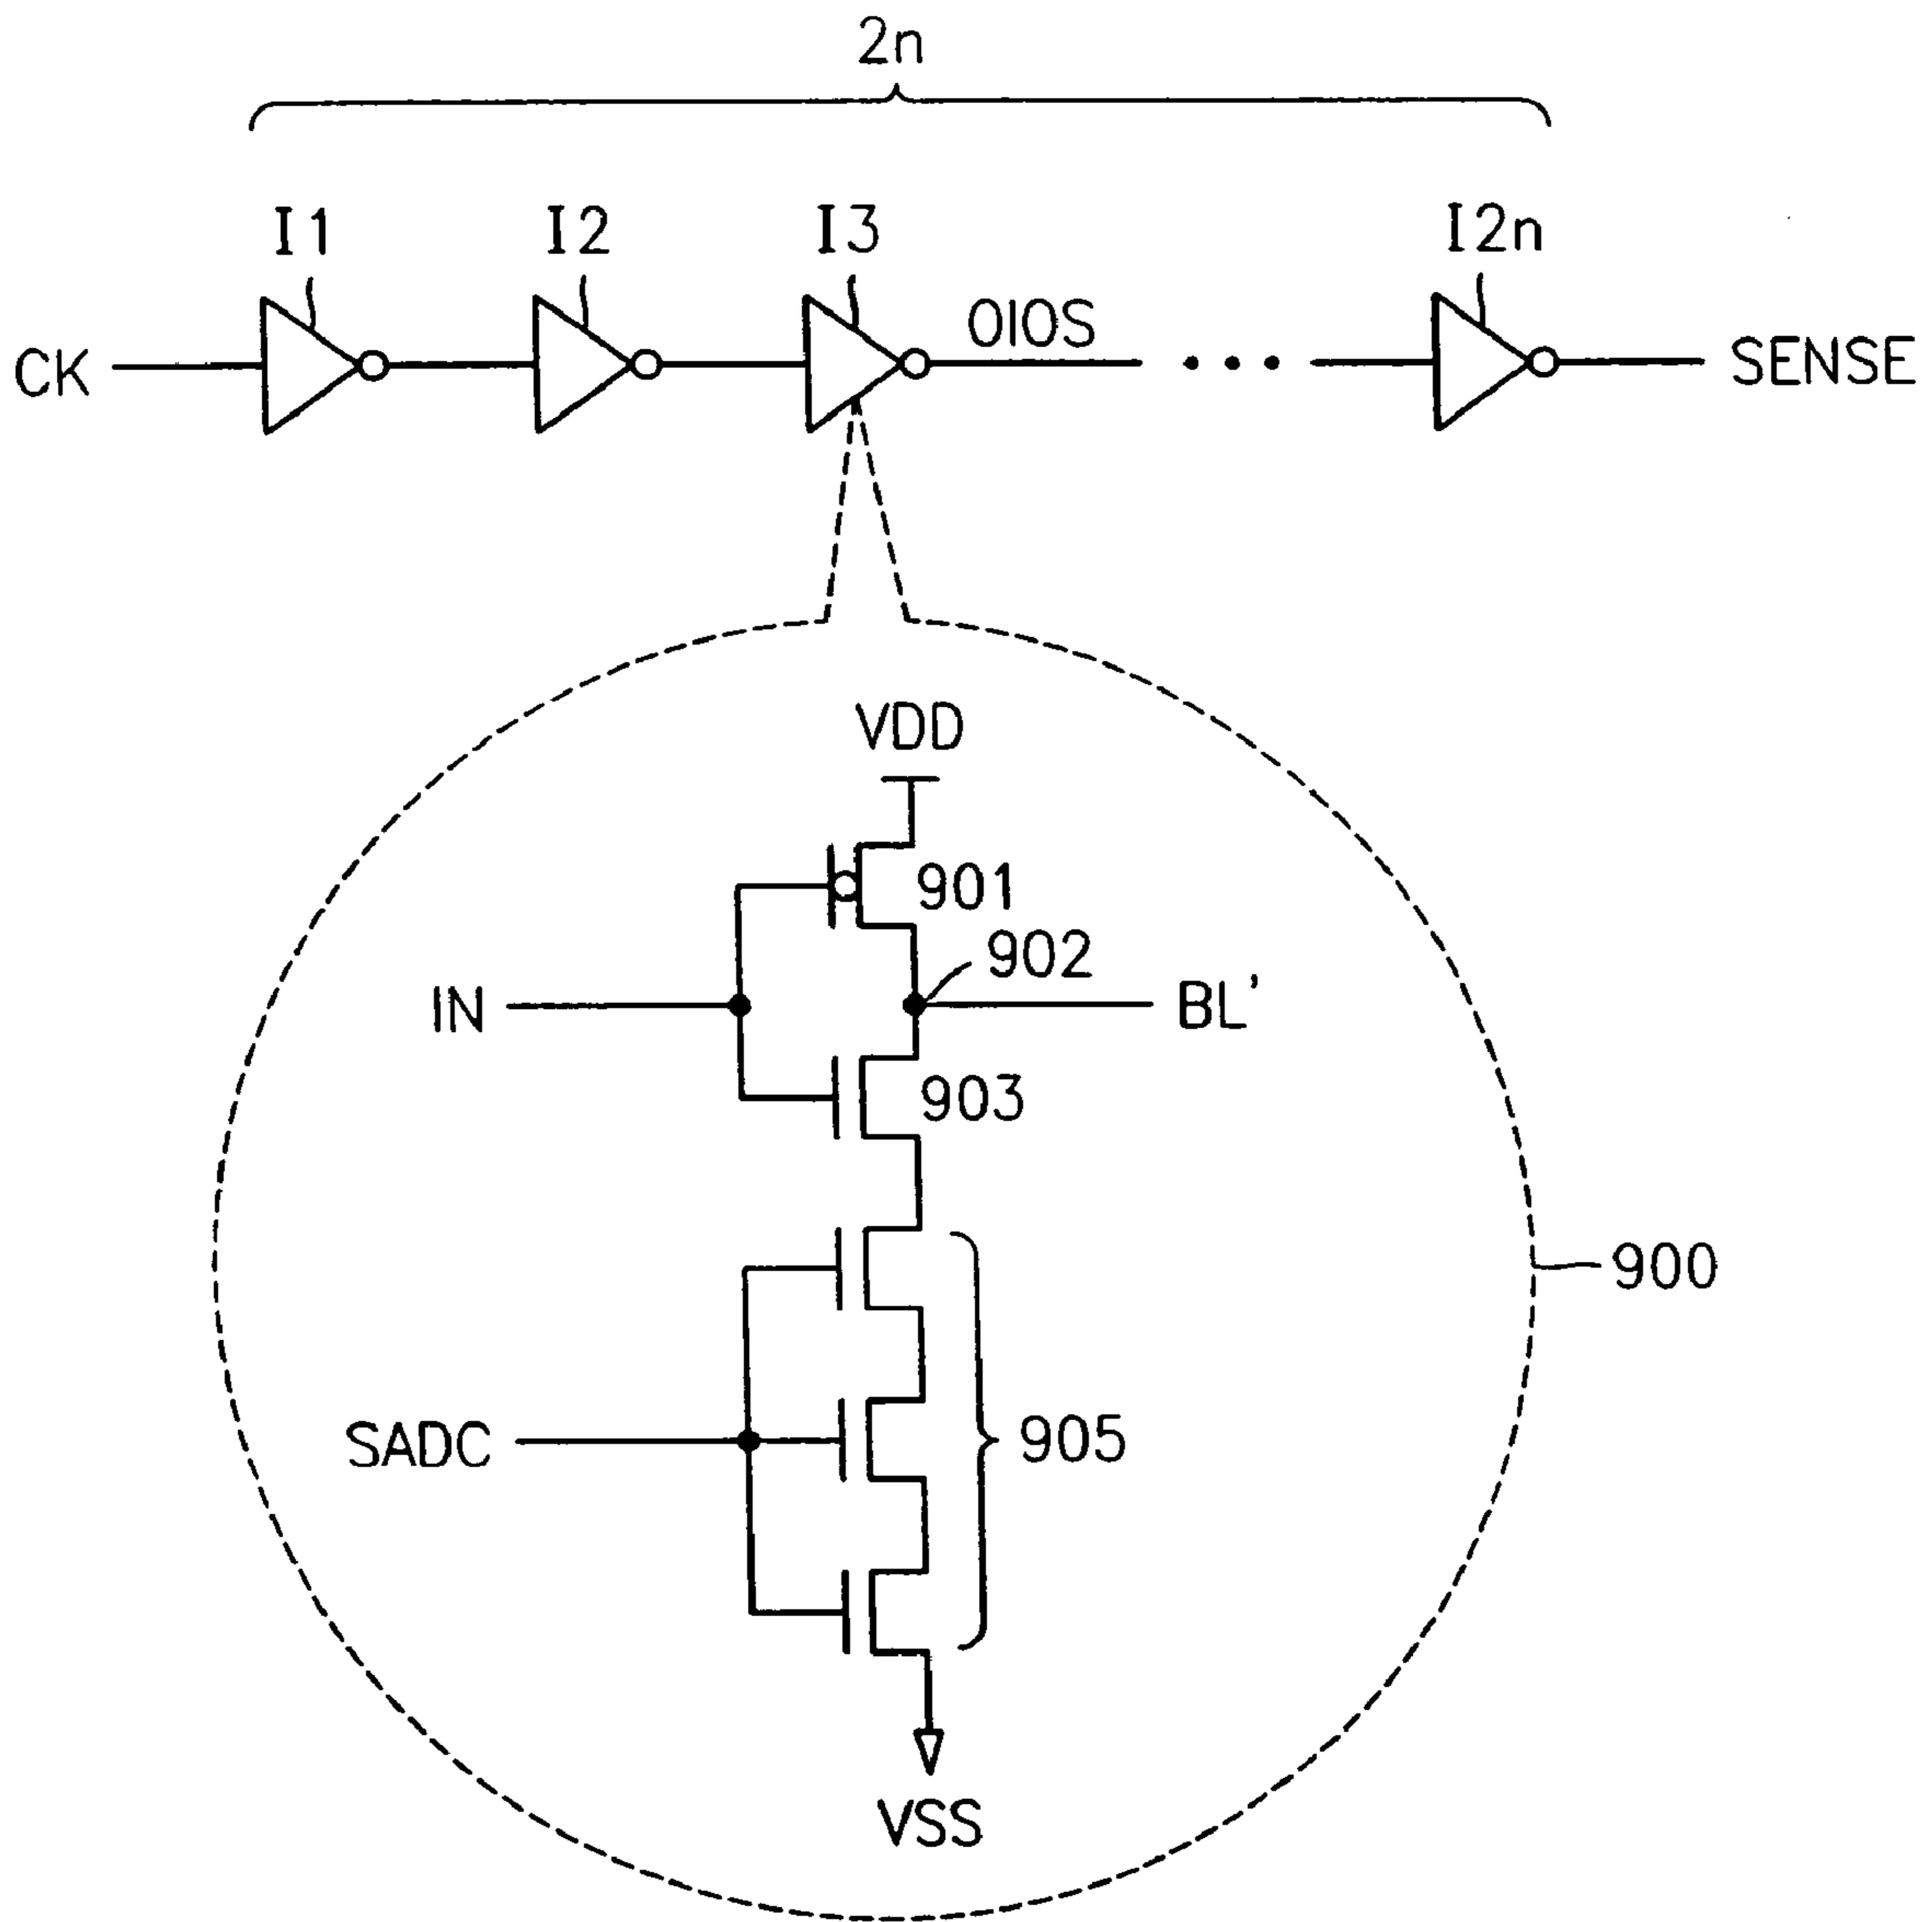 2n
I1 I2 I3 I2n
CK OIOS SENSE
VDD
901
902
IN BL'
903
900
SADC 905
VSS